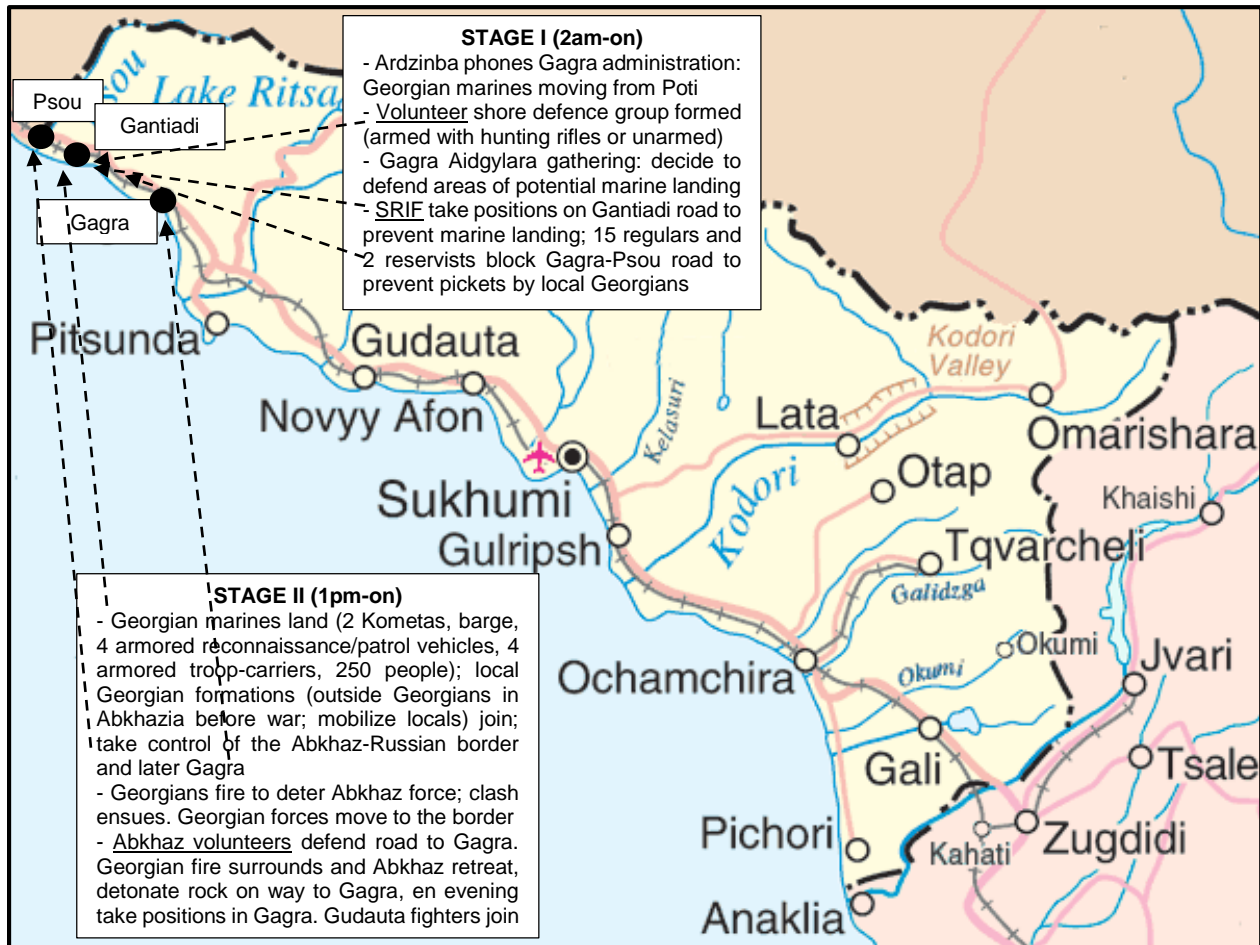 STAGE I (2am-on)
- Ardzinba phones Gagra administration:
Georgian marines moving from Poti
- Volunteer shore defence group formed
(armed with hunting rifles or unarmed)
- Gagra Aidgylara gathering: decide to
defend areas of potential marine landing
- SRIF take positions on Gantiadi road to
prevent marine landing; 15 regulars and
2 reservists block Gagra-Psou road to
prevent pickets by local Georgians
Psou
sou
Lake Ritsa
Gantiadi
Gagra
Pitsunda
Gudauta
Novyy Afon
Kelasuri
Kodori
Valley
Lata
Omarishara
Otap
Khaishi
Sukhumi
Kodori
Gulripsh
Tqvarcheli
Galidzga
Okumi
Jvari
Ochamchira
Okumi
Gali
Tsale
Pichori
Kahati
Zugdidi
Anaklia
STAGE II (1pm-on)
- Georgian marines land (2 Kometas, barge,
4 armored reconnaissance/patrol vehicles, 4
armored troop-carriers, 250 people); local
Georgian formations (outside Georgians in
Abkhazia before war; mobilize locals) join;
take control of the Abkhaz-Russian border
and later Gagra
- Georgians fire to deter Abkhaz force; clash
ensues. Georgian forces move to the border
- Abkhaz volunteers defend road to Gagra.
Georgian fire surrounds and Abkhaz retreat,
detonate rock on way to Gagra, en evening
take positions in Gagra. Gudauta fighters join